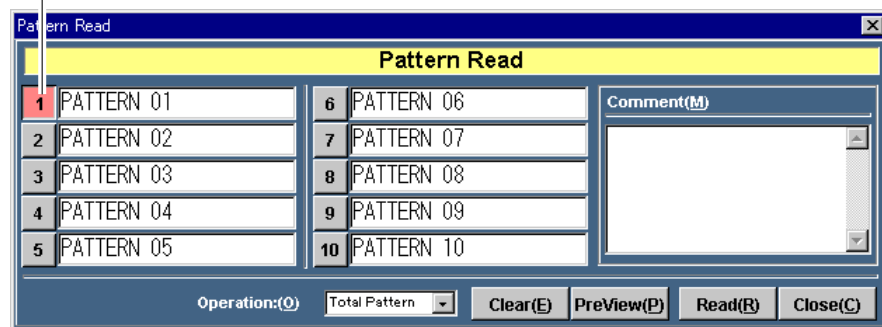 Pattern Read
Pattern Read
1 PATTERN 01
2 PATTERN 02
3 PATTERN 03
4 PATTERN 04
5 PATTERN 05
6 PATTERN 06
7 PATTERN 07
8 PATTERN 08
9 PATTERN 09
10 PATTERN 10
Comment(M)
Operation:(O) Total Pattern Clear(E) PreView(P) Read(R) Close(C)